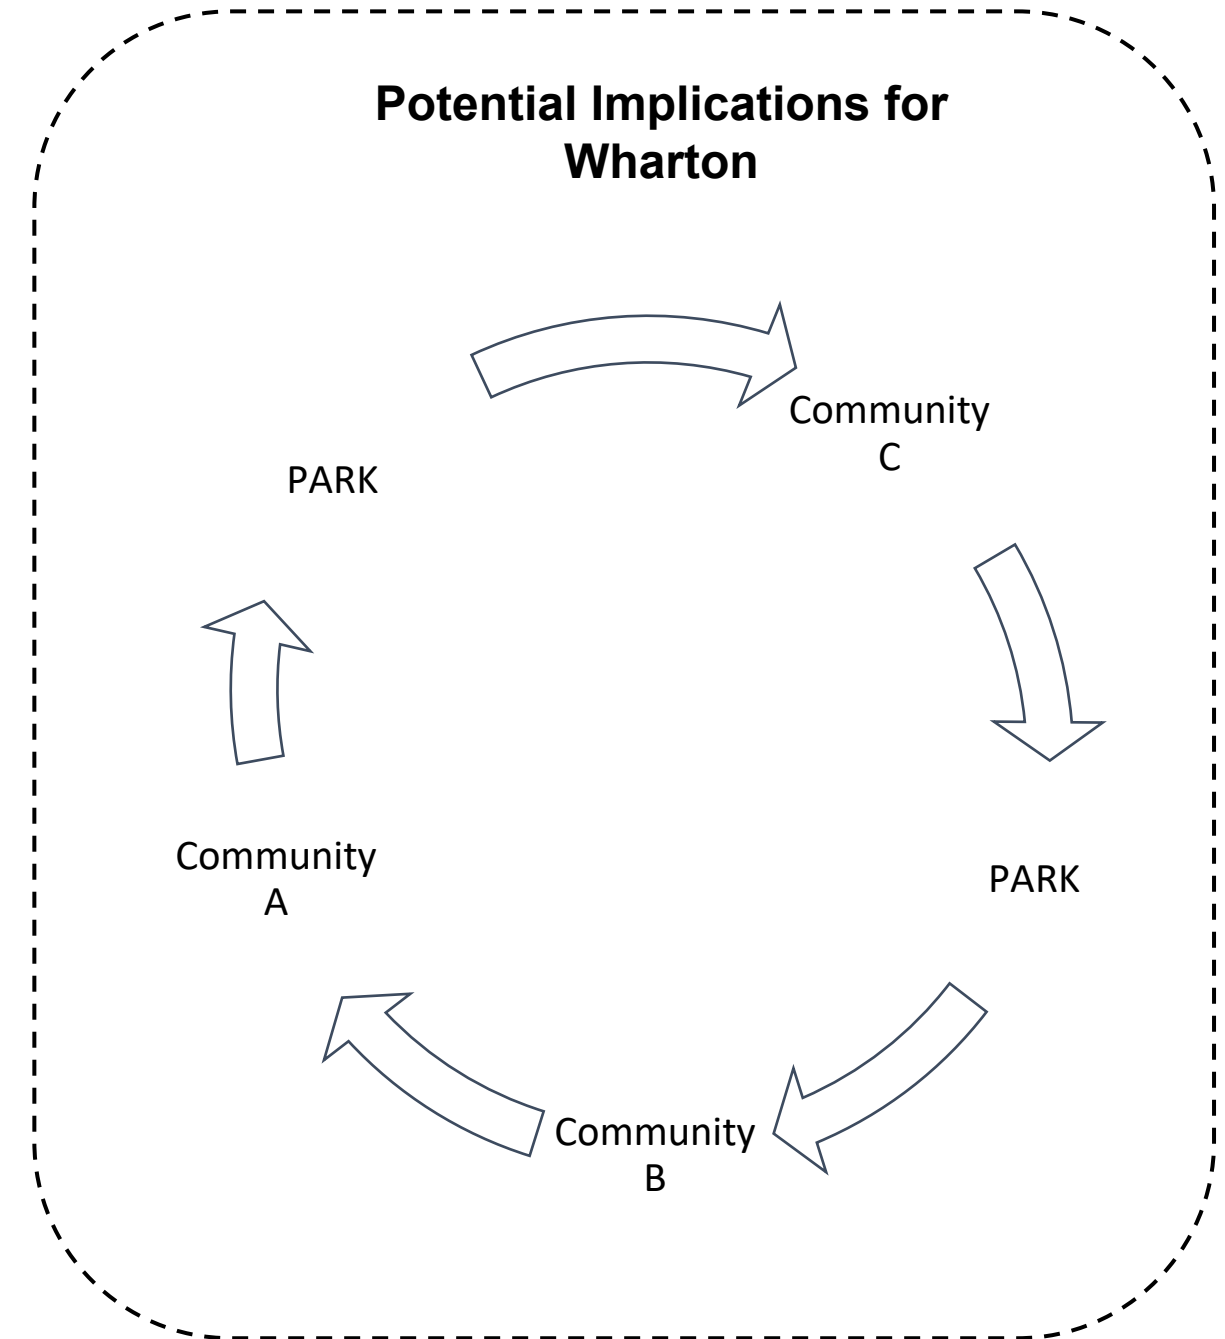 Potential Implications for
Wharton
Community
C
PARK
Community
A
PARK
Community
B